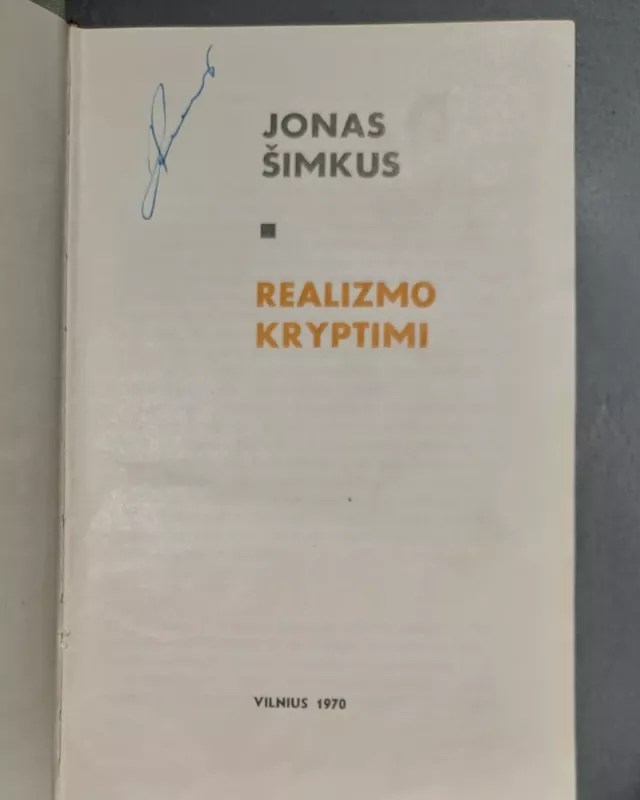 JONAS
ŠIMKUS
REALIZMO
KRYPTIMI
VILNIUS 1970